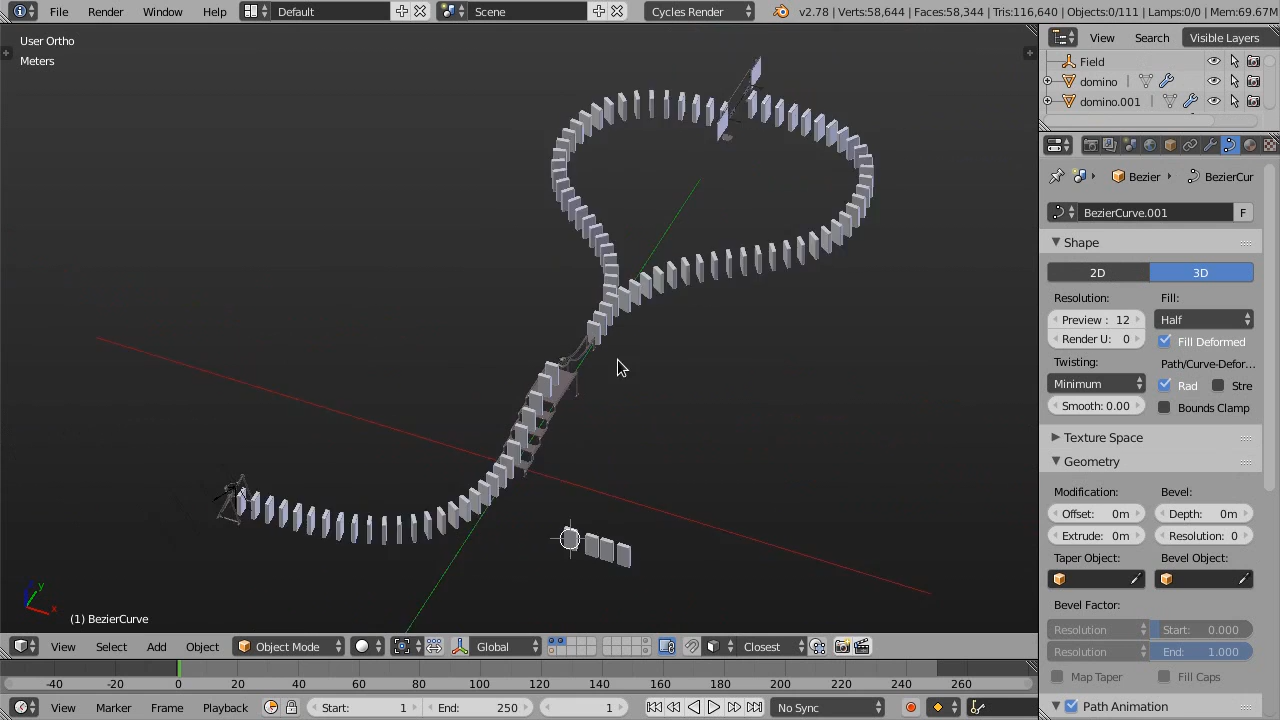 File Render Window Help Default Scene Cycles Render v2.78 | Verts:58,644 | Faces:58,344 | Tris:116,640 | Objects:0/111 | Lamps:0/0 | Mem:69.67M
User Ortho
Meters
View Search Visible Layers
Field
domino
domino.001
Bezier BezierCur
BezierCurve.001 F
Shape
2D 3D
Resolution: Fill:
Preview : 12 Half
Render U: 0 Fill Deformed
Twisting: Path/Curve-Defor...
Minimum Rad Stre
Smooth: 0.00 Bounds Clamp
Texture Space
Geometry
Modification: Bevel:
Offset: 0m Depth: 0m
Extrude: 0m Resolution: 0
Taper Object: Bevel Object:
Bevel Factor:
Resolution Start: 0.000
Resolution End: 1.000
Map Taper Fill Caps
Path Animation
y
x
(1) BezierCurve
View Select Add Object Object Mode Global Closest
-40 -20 0 20 40 60 80 100 120 140 160 180 200 220 240 260
View Marker Frame Playback Start: 1 End: 250 1 No Sync